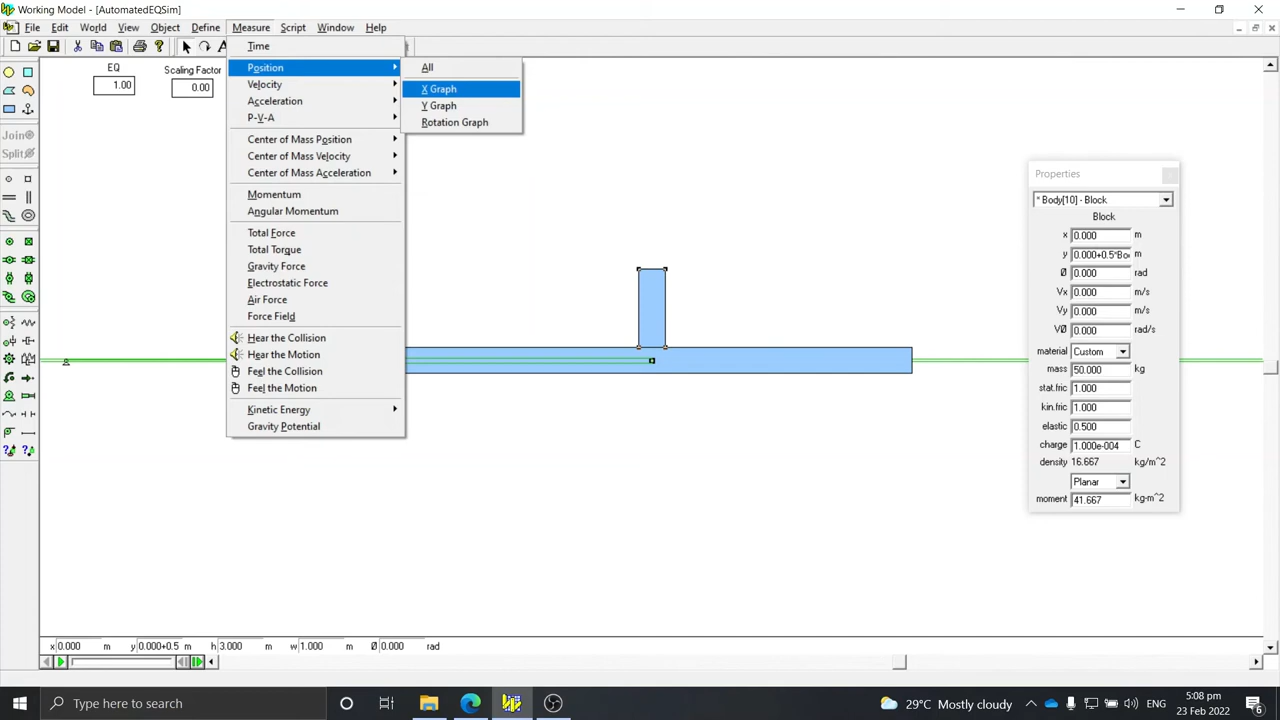 Working Model - [AutomatedEQSim]
File Edit World View Object Define Measure Script Window Help
EQ
1.00
Scaling Factor
0.00
Join
Split
Time
Position
Velocity
Acceleration
P-V-A
Center of Mass Position
Center of Mass Velocity
Center of Mass Acceleration
Momentum
Angular Momentum
Total Force
Total Torque
Gravity Force
Electrostatic Force
Air Force
Force Field
Hear the Collision
Hear the Motion
Feel the Collision
Feel the Motion
Kinetic Energy
Gravity Potential
All
X Graph
Y Graph
Rotation Graph
Properties
* Body[10] - Block
Block
x 0.000 m
y 0.000+0.5*Bo m
Ø 0.000 rad
Vx 0.000 m/s
Vy 0.000 m/s
VØ 0.000 rad/s
material Custom
mass 50.000 kg
stat.fric 1.000
kin.fric 1.000
elastic 0.500
charge 1.000e-004 C
density 16.667 kg/m^2
Planar
moment 41.667 kg-m^2
x 0.000 m y 0.000+0.5 m h 3.000 m w 1.000 m Ø 0.000 rad
Type here to search
29°C Mostly cloudy
ENG
5:08 pm
23 Feb 2022
6